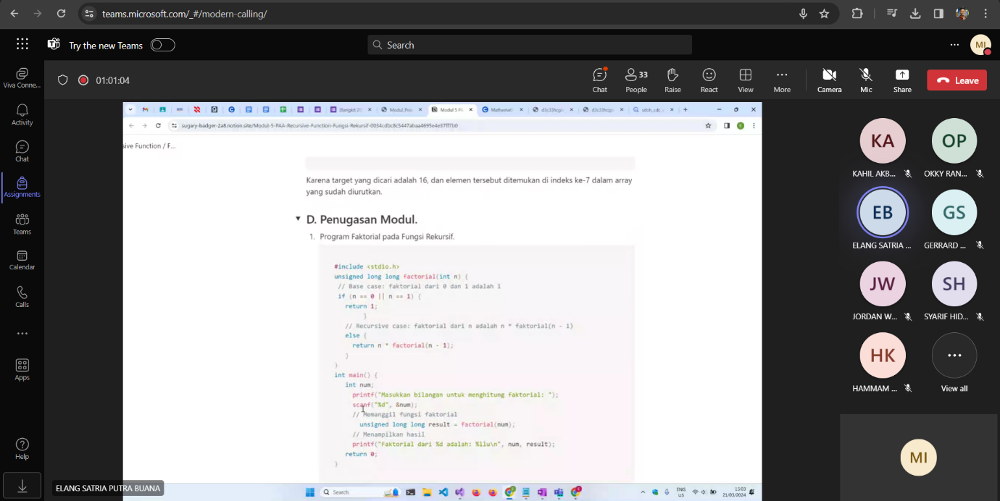 teams.microsoft.com/_#/modern-calling/
Try the new Teams
Search
MI
Viva Conne...
Activity
Chat
Assignments
Teams
Calendar
Calls
Apps
Help
01:01:04
Chat
33
People
Raise
React
View
More
Camera
Mic
Share
Leave
Modul 5 PA
sugary-badger-2a8.notion.site/Modul-5-PAA-Recursive-Function-Fungsi-Rekursif-0034cdbc8c5447abaa4695e4e37ff7b0
sive Function / F...
Karena target yang dicari adalah 16, dan elemen tersebut ditemukan di indeks ke-7 dalam array
yang sudah diurutkan.
D. Penugasan Modul.
1. Program Faktorial pada Fungsi Rekursif.
#include <stdio.h>
unsigned long long factorial(int n) {
// Base case: faktorial dari 0 dan 1 adalah 1
if (n == 0 || n == 1) {
return 1;
}
// Recursive case: faktorial dari n adalah n * faktorial(n - 1)
else {
return n * factorial(n - 1);
}
}
int main() {
int num;
printf("Masukkan bilangan untuk menghitung faktorial: ");
scanf("%d", &num);
// Memanggil fungsi faktorial
unsigned long long result = factorial(num);
// Menampilkan hasil
printf("Faktorial dari %d adalah: %llu\n", num, result);
return 0;
}
Search
ENG
US
15:03
21/03/2024
ELANG SATRIA PUTRA BUANA
KA
KAHIL AKB...
OP
OKKY RAN...
EB
ELANG SATRIA ...
GS
GERRARD ...
JW
JORDAN W...
SH
SYARIF HID...
HK
HAMMAM ...
View all
MI